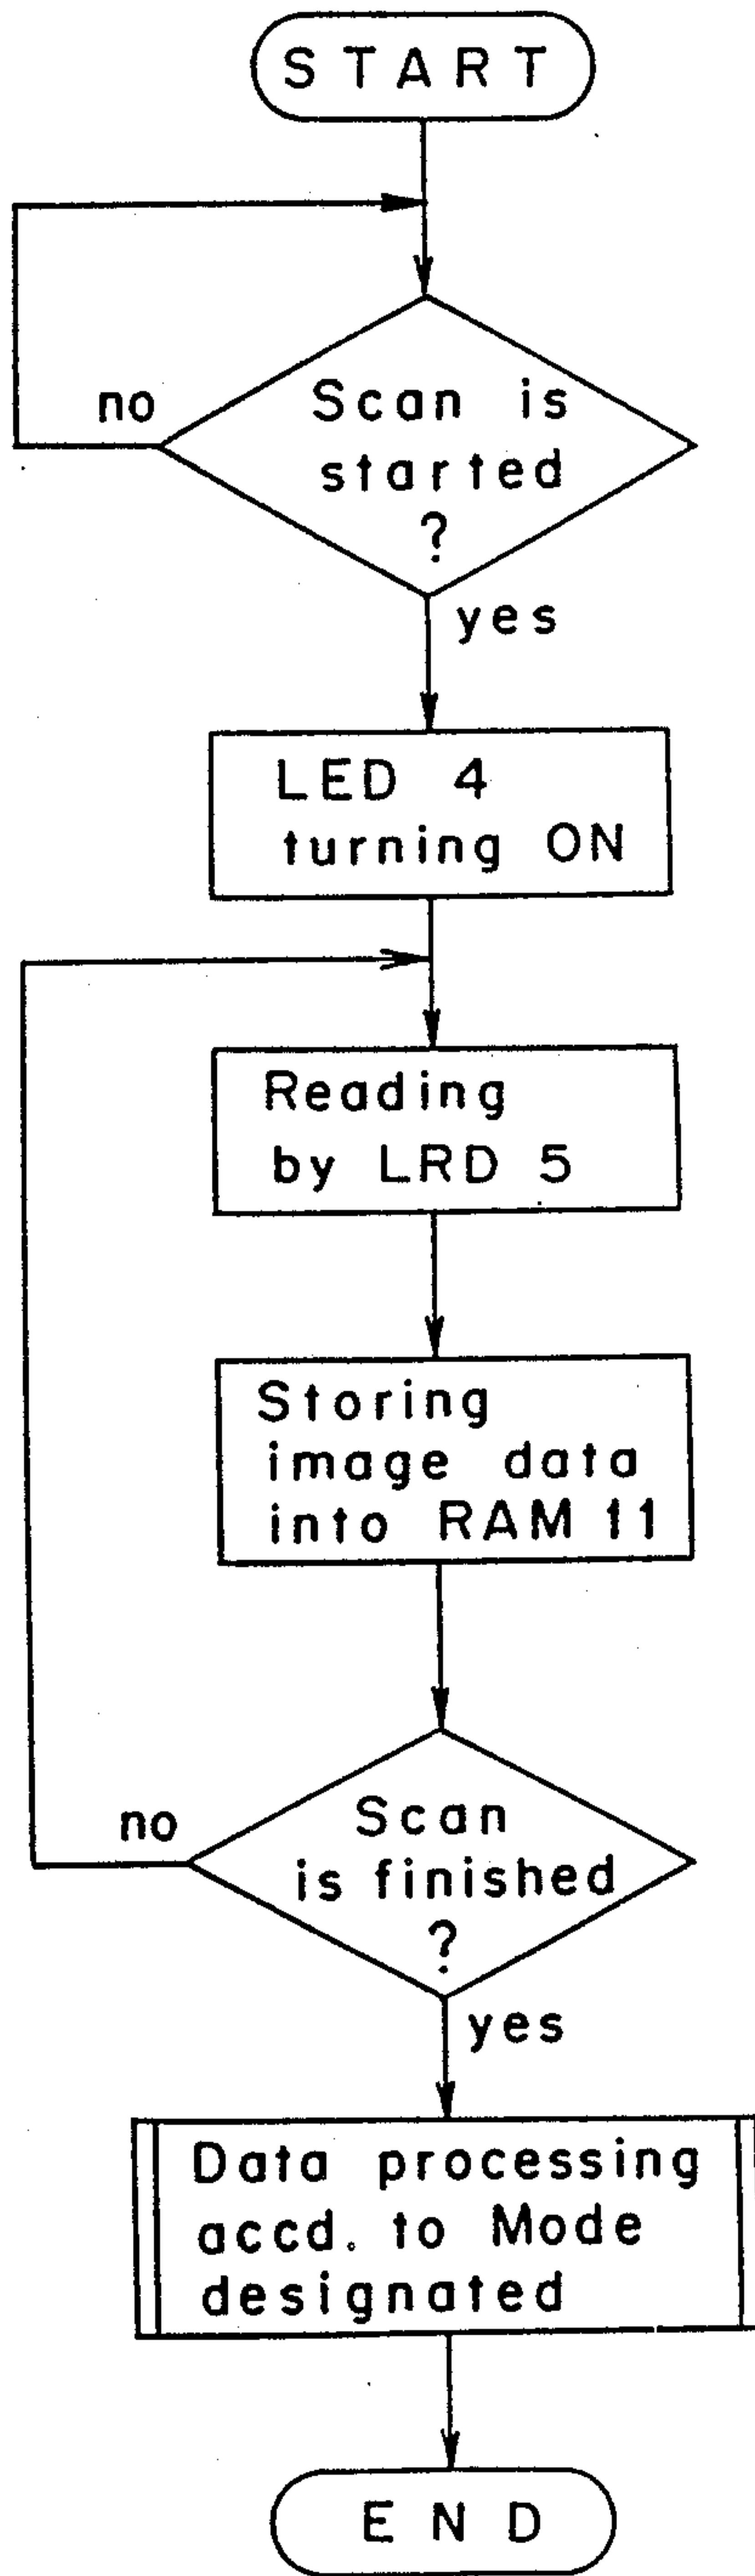 START
no
Scan is
started
?
yes
LED 4
turning ON
Reading
by LRD 5
Storing
image data
into RAM 11
no
Scan
is finished
?
yes
Data processing
accd. to Mode
designated
END